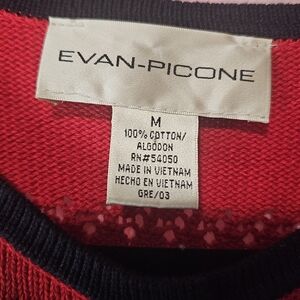 EVAN-PICONE
M
100% COTTON/
ALGODON
RN#54050
MADE IN VIETNAM
HECHO EN VIETNAM
GRE/03